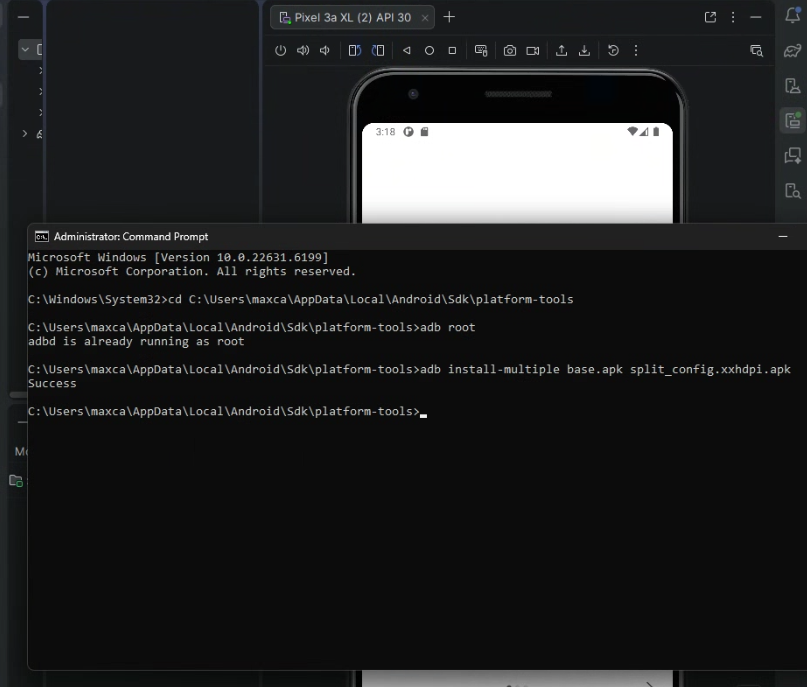 Pixel 3a XL (2) API 30
3:18
Administrator: Command Prompt
Microsoft Windows [Version 10.0.22631.6199]
(c) Microsoft Corporation. All rights reserved.
C:\Windows\System32>cd C:\Users\maxca\AppData\Local\Android\Sdk\platform-tools
C:\Users\maxca\AppData\Local\Android\Sdk\platform-tools>adb root
adbd is already running as root
C:\Users\maxca\AppData\Local\Android\Sdk\platform-tools>adb install-multiple base.apk split_config.xxhdpi.apk
Success
C:\Users\maxca\AppData\Local\Android\Sdk\platform-tools>